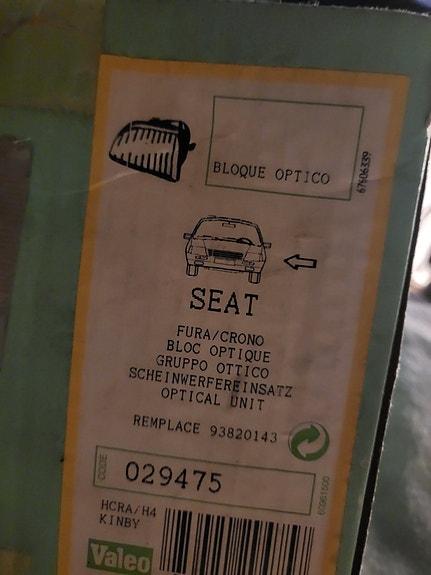 BLOQUE OPTICO
67606339
SEAT
FURA/CRONO
BLOC OPTIQUE
GRUPPO OTTICO
SCHEINWERFEREINSATZ
OPTICAL UNIT
REMPLACE 93820143
CODE
029475
HCRA/H4
KINBY
Valeo